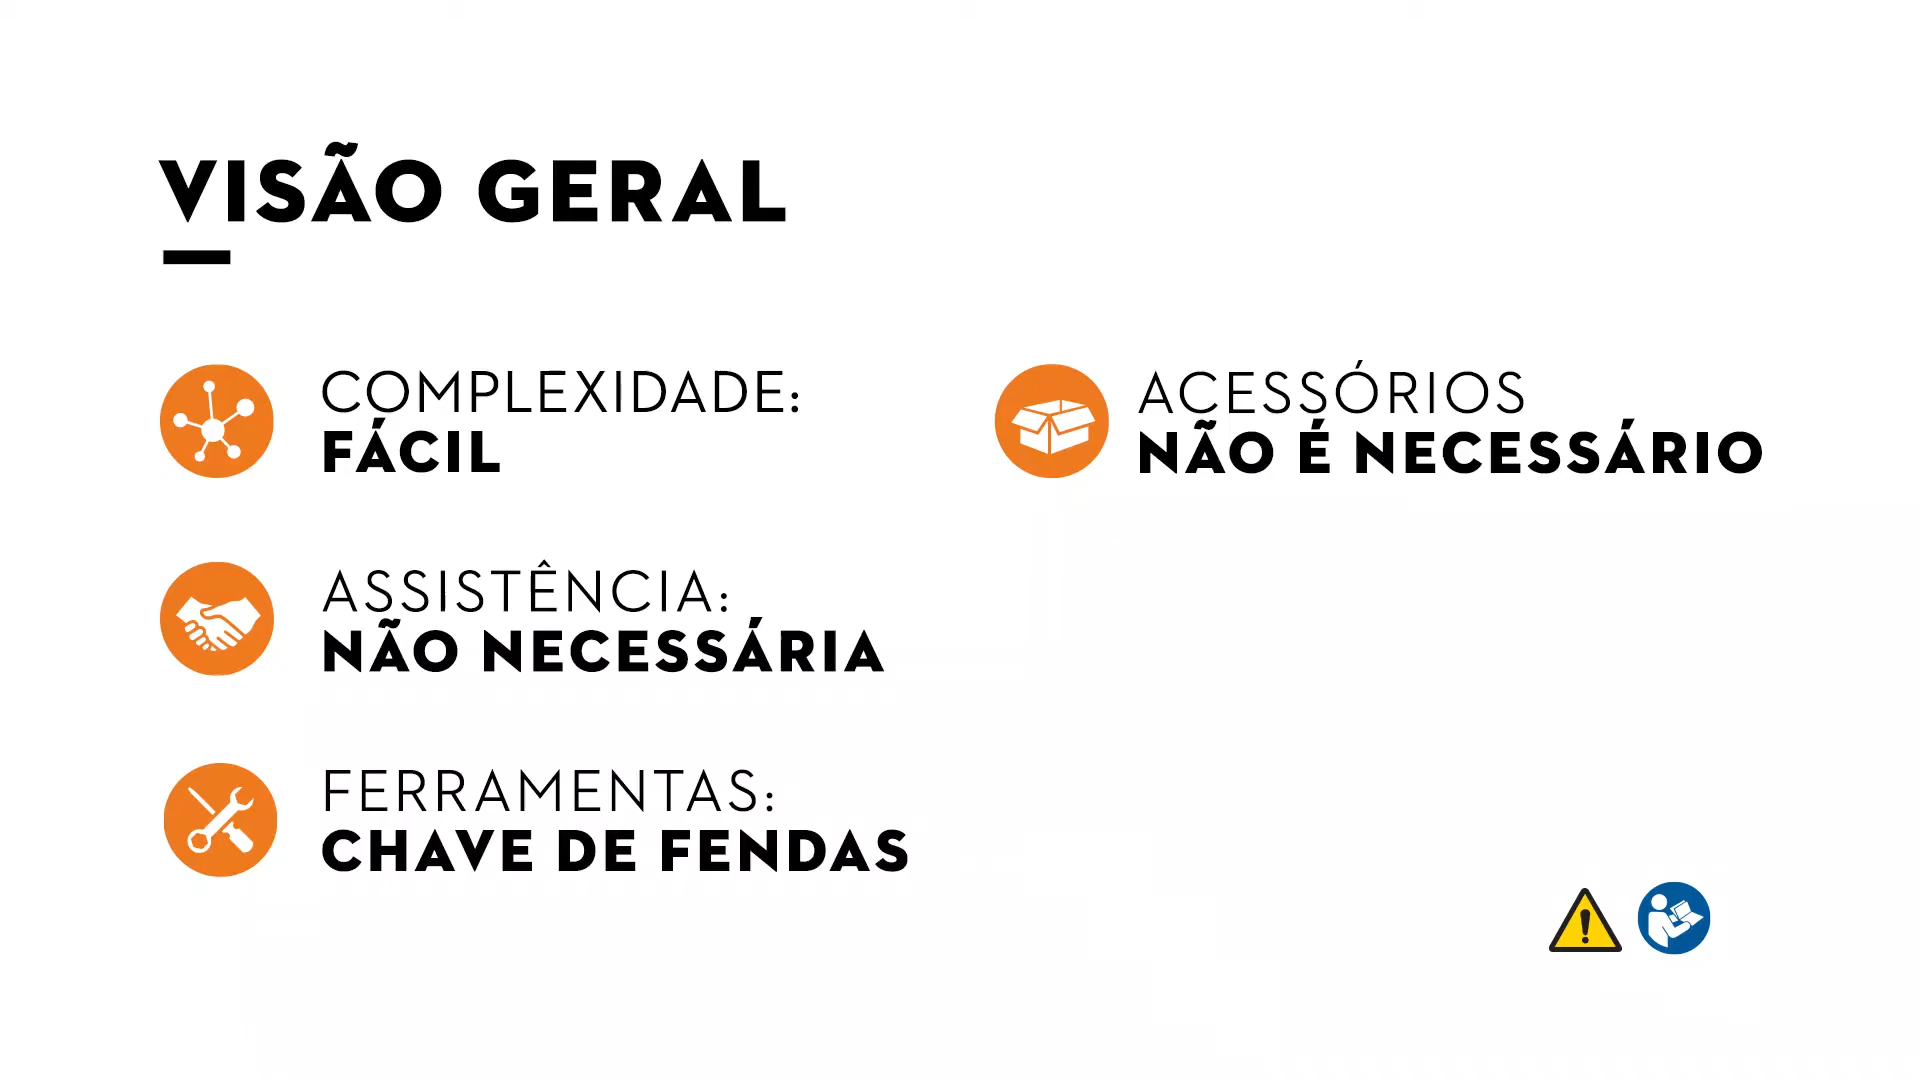 VISÃO GERAL
COMPLEXIDADE:
FÁCIL
ASSISTÊNCIA:
NÃO NECESSÁRIA
FERRAMENTAS:
CHAVE DE FENDAS
ACESSÓRIOS
NÃO É NECESSÁRIO